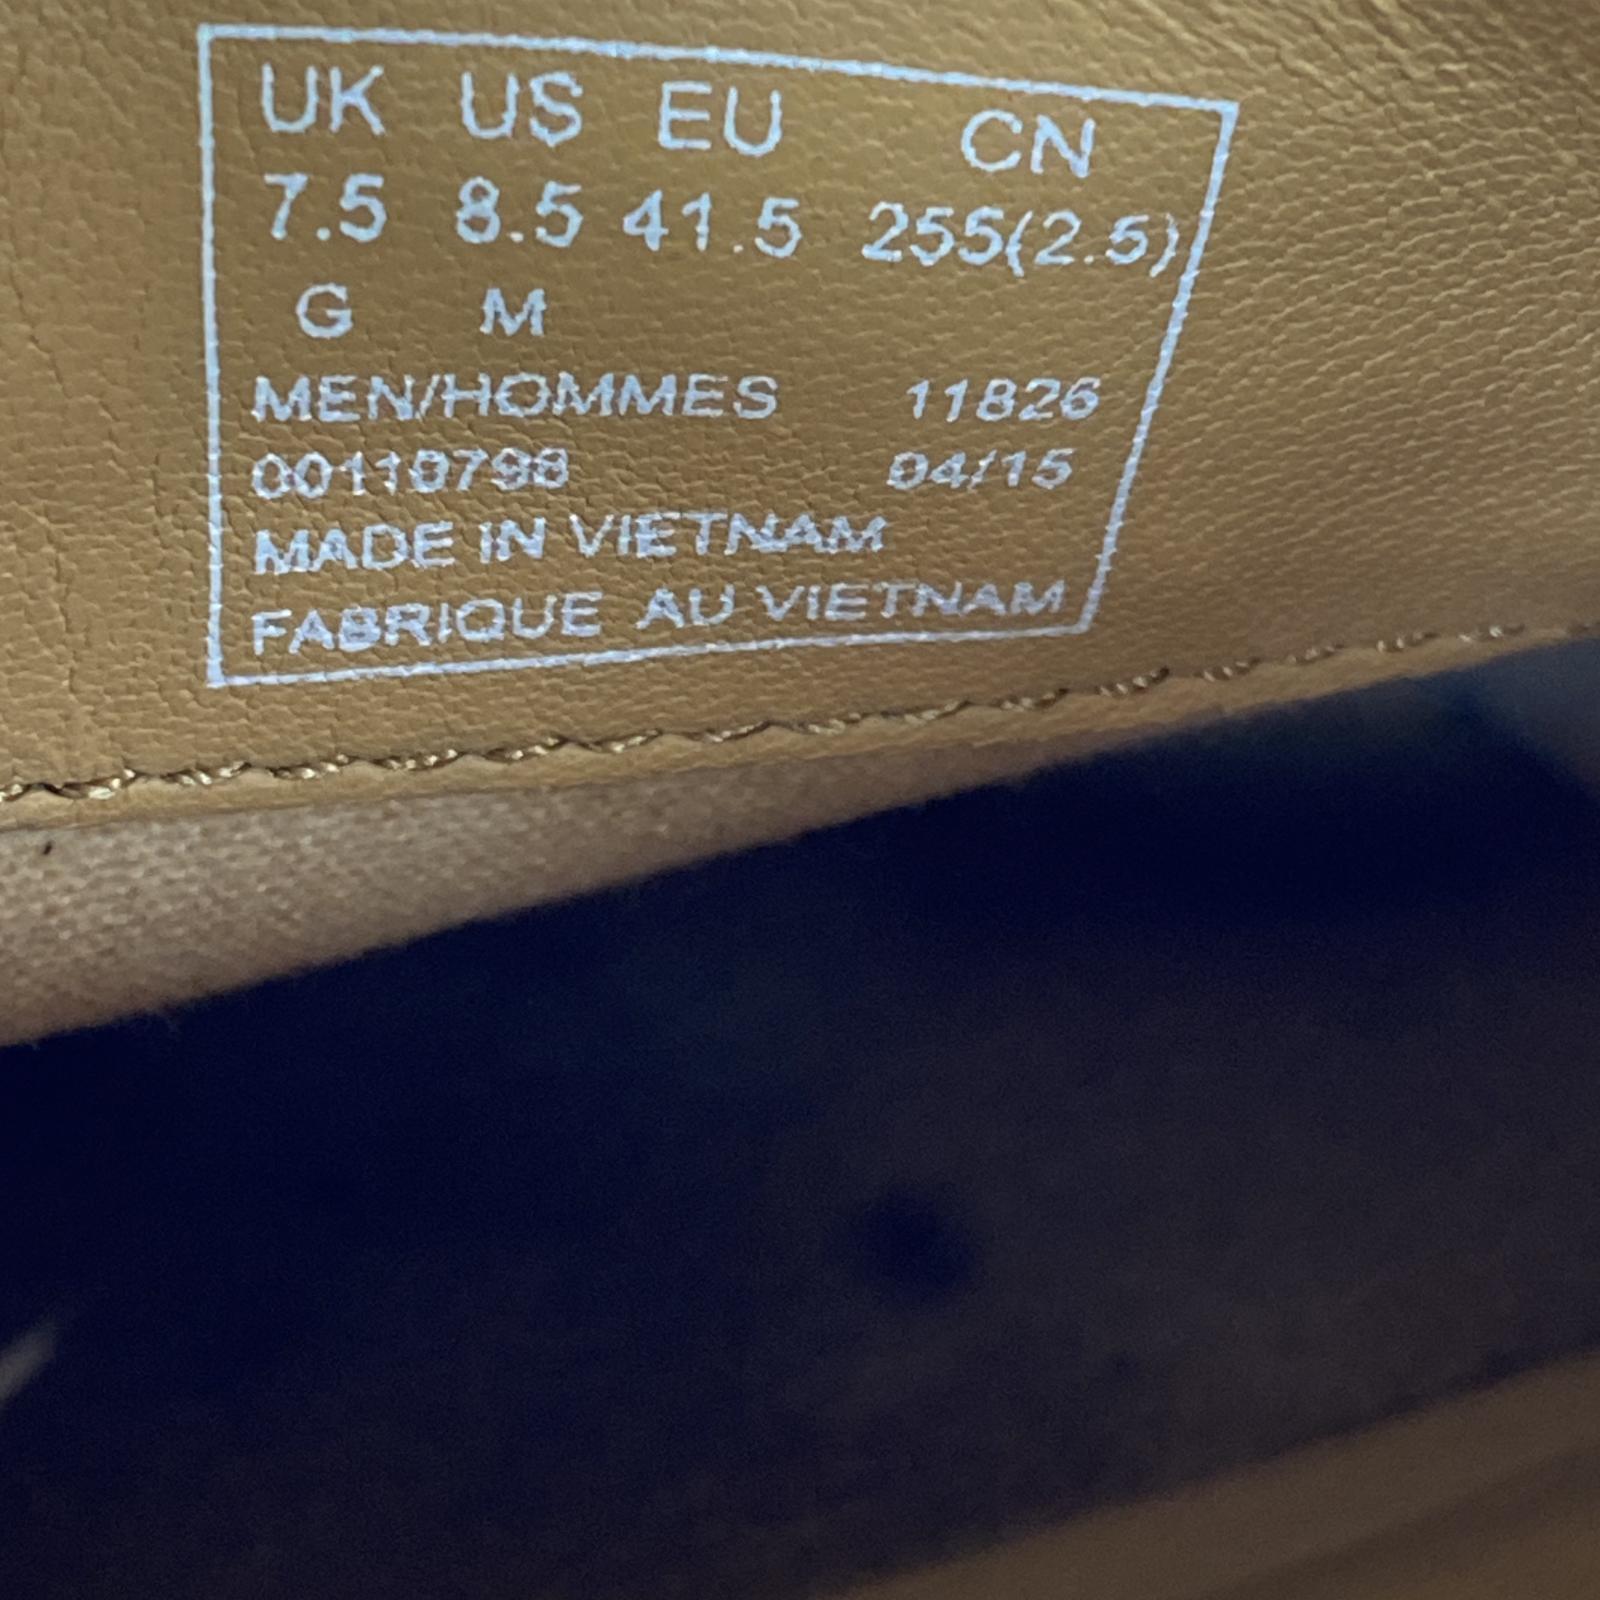 UK US EU CN
7.5 8.5 41.5 255(2.5)
G M
MEN/HOMMES 11826
00110798 04/15
MADE IN VIETNAM
FABRIQUE AU VIETNAM